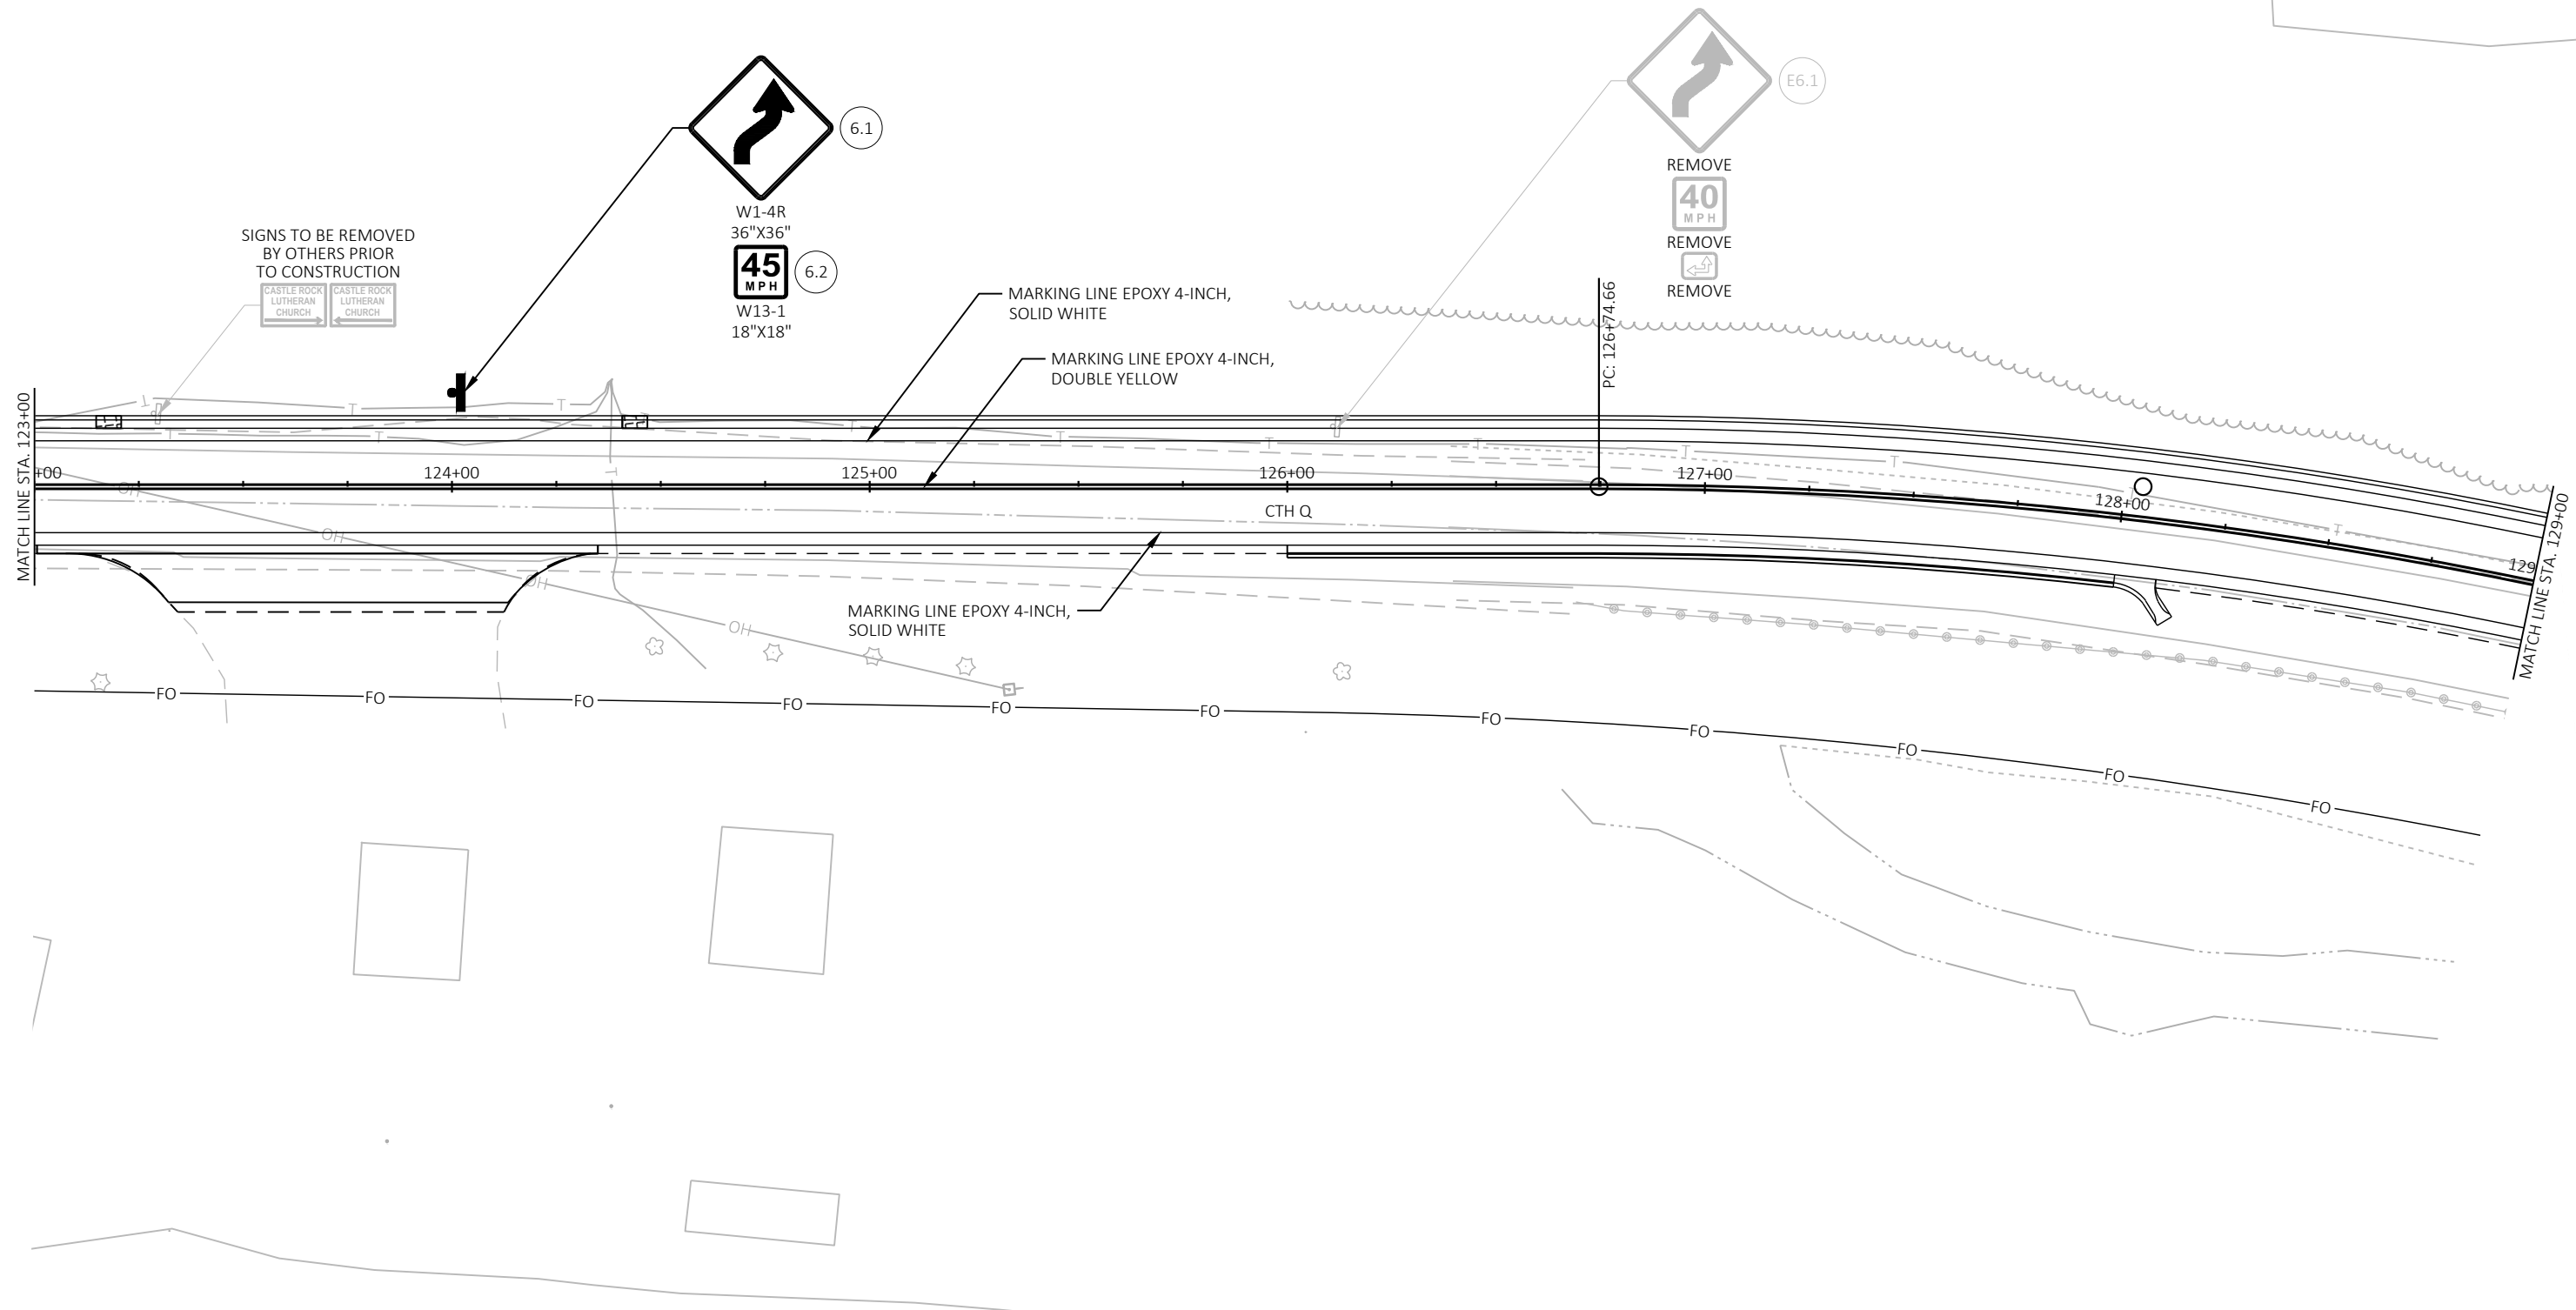 E6.1
6.1
REMOVE
40
MPH
REMOVE
REMOVE
W1-4R
36"X36"
45
MPH
6.2
W13-1
18"X18"
SIGNS TO BE REMOVED
BY OTHERS PRIOR
TO CONSTRUCTION
CASTLE ROCK
LUTHERAN
CHURCH
CASTLE ROCK
LUTHERAN
CHURCH
MARKING LINE EPOXY 4-INCH,
SOLID WHITE
MARKING LINE EPOXY 4-INCH,
DOUBLE YELLOW
PC: 126+74.66
MATCH LINE STA. 123+00
T
T
T
T
T
T
T
T
T
T
T
T
T
T
+00
124+00
125+00
126+00
127+00
128+00
129
MATCH LINE STA. 129+00
OH
OH
OH
OH
CTH Q
MARKING LINE EPOXY 4-INCH,
SOLID WHITE
FO
FO
FO
FO
FO
FO
FO
FO
FO
FO
FO